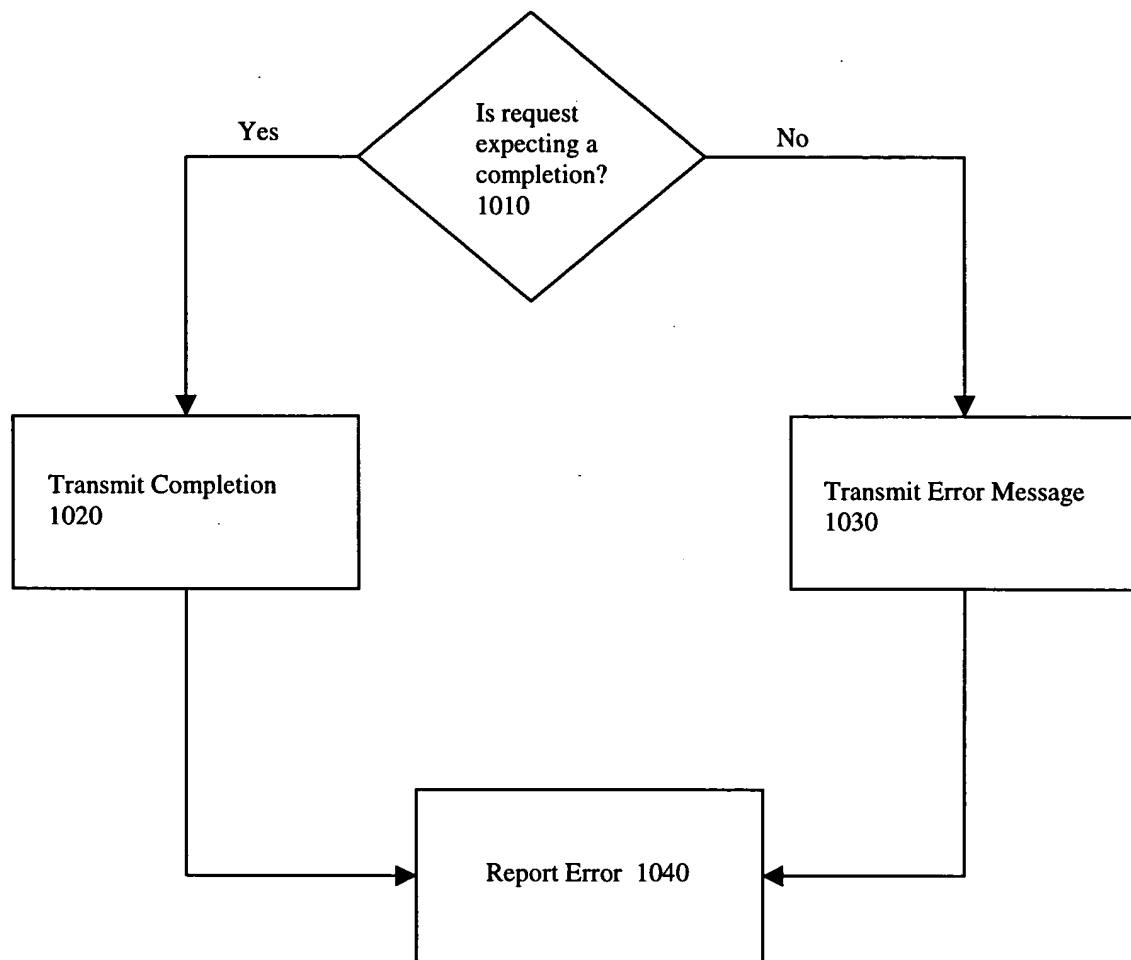 Is request
expecting a
completion?
1010
Yes
No
Transmit Completion
1020
Transmit Error Message
1030
Report Error 1040